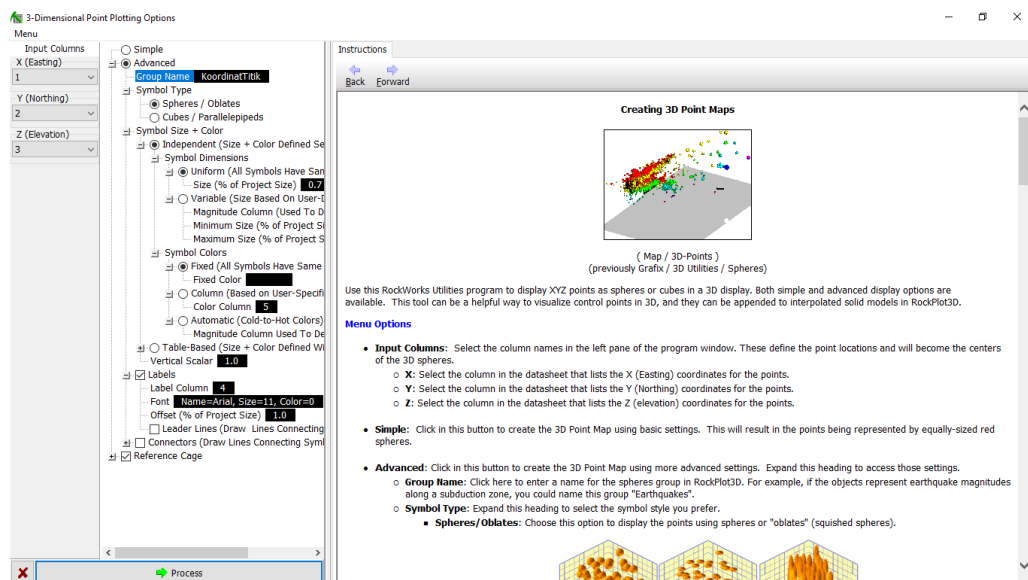 3-Dimensional Point Plotting Options
Menu
Input Columns
X (Easting)
1
Y (Northing)
2
Z (Elevation)
3
Simple
Advanced
Group Name KoordinatTitik
Symbol Type
Spheres / Oblates
Cubes / Parallelepipeds
Symbol Size + Color
Independent (Size + Color Defined Se
Symbol Dimensions
Uniform (All Symbols Have San
Size (% of Project Size) 0.7
Variable (Size Based On User-D
Magnitude Column (Used To D
Minimum Size (% of Project Si
Maximum Size (% of Project S
Symbol Colors
Fixed (All Symbols Have Same
Fixed Color
Column (Based on User-Specifi
Color Column 5
Automatic (Cold-to-Hot Colors)
Magnitude Column Used To De
Table-Based (Size + Color Defined Wi
Vertical Scalar 1.0
Labels
Label Column 4
Font Name=Arial, Size=11, Color=0
Offset (% of Project Size) 1.0
Leader Lines (Draw Lines Connecting
Connectors (Draw Lines Connecting Syml
Reference Cage
Process
Instructions
Back Forward
Creating 3D Point Maps
( Map / 3D-Points )
(previously Grafix / 3D Utilities / Spheres)
Use this RockWorks Utilities program to display XYZ points as spheres or cubes in a 3D display. Both simple and advanced display options are
available. This tool can be a helpful way to visualize control points in 3D, and they can be appended to interpolated solid models in RockPlot3D.
Menu Options
• Input Columns: Select the column names in the left pane of the program window. These define the point locations and will become the centers
of the 3D spheres.
○ X: Select the column in the datasheet that lists the X (Easting) coordinates for the points.
○ Y: Select the column in the datasheet that lists the Y (Northing) coordinates for the points.
○ Z: Select the column in the datasheet that lists the Z (elevation) coordinates for the points.
• Simple: Click in this button to create the 3D Point Map using basic settings. This will result in the points being represented by equally-sized red
spheres.
• Advanced: Click in this button to create the 3D Point Map using more advanced settings. Expand this heading to access those settings.
○ Group Name: Click here to enter a name for the spheres group in RockPlot3D. For example, if the objects represent earthquake magnitudes
along a subduction zone, you could name this group "Earthquakes".
○ Symbol Type: Expand this heading to select the symbol style you prefer.
▪ Spheres/Oblates: Choose this option to display the points using spheres or "oblates" (squished spheres).